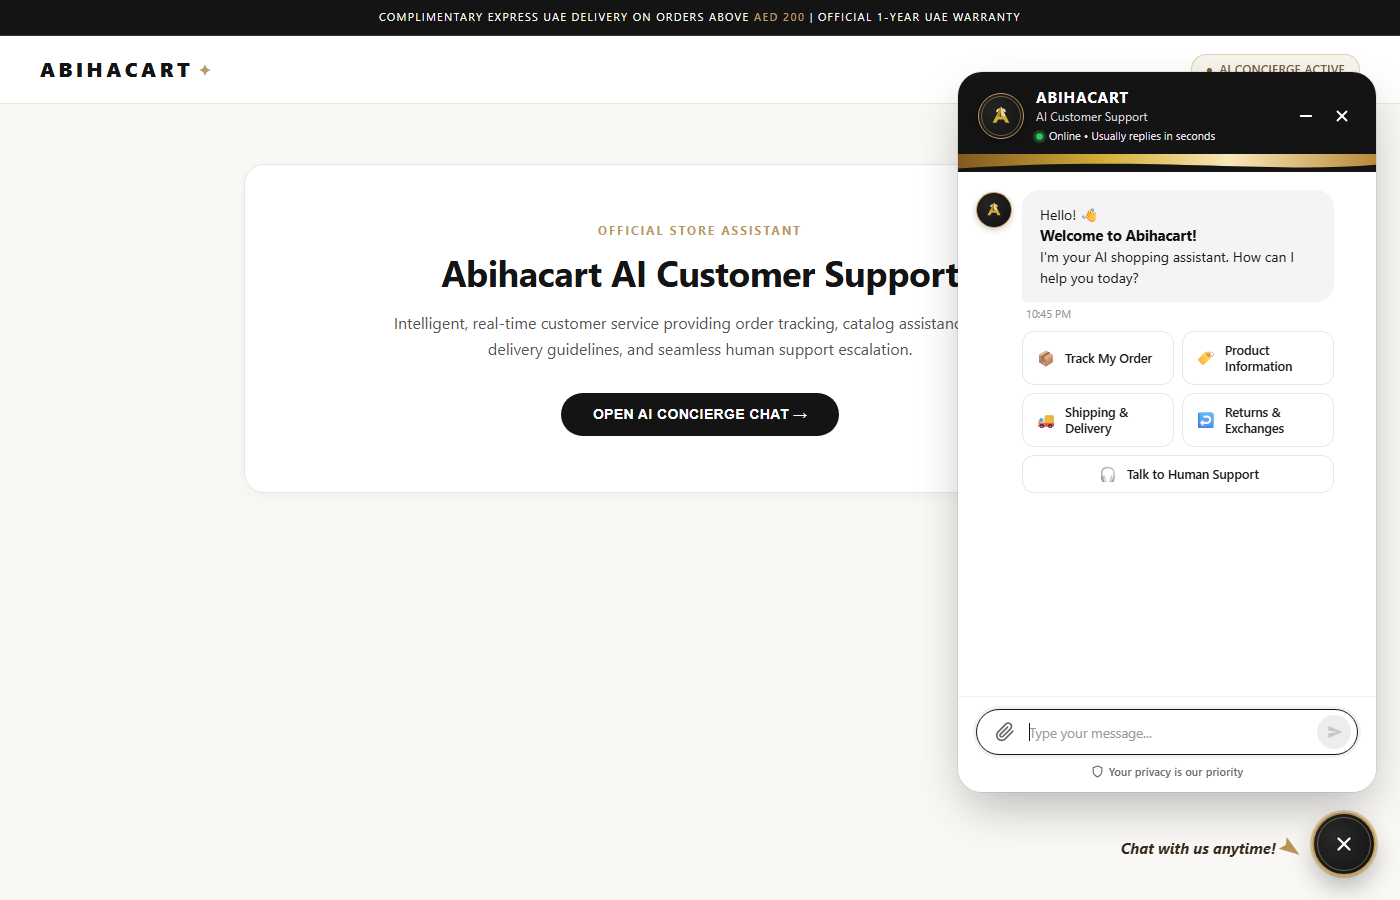 COMPLIMENTARY EXPRESS UAE DELIVERY ON ORDERS ABOVE AED 200 | OFFICIAL 1-YEAR UAE WARRANTY
ABIHACART
AI CONCIERGE ACTIVE
OFFICIAL STORE ASSISTANT
Abihacart AI Customer Support
Intelligent, real-time customer service providing order tracking, catalog
delivery guidelines, and seamless human support escalation.
OPEN AI CONCIERGE CHAT →
ABIHACART
AI Customer Support
Online • Usually replies in seconds
Hello! 👋
Welcome to Abihacart!
I'm your AI shopping assistant. How can I
help you today?
10:45 PM
Track My Order
Product
Information
Shipping &
Delivery
Returns &
Exchanges
Talk to Human Support
Type your message...
Your privacy is our priority
Chat with us anytime!